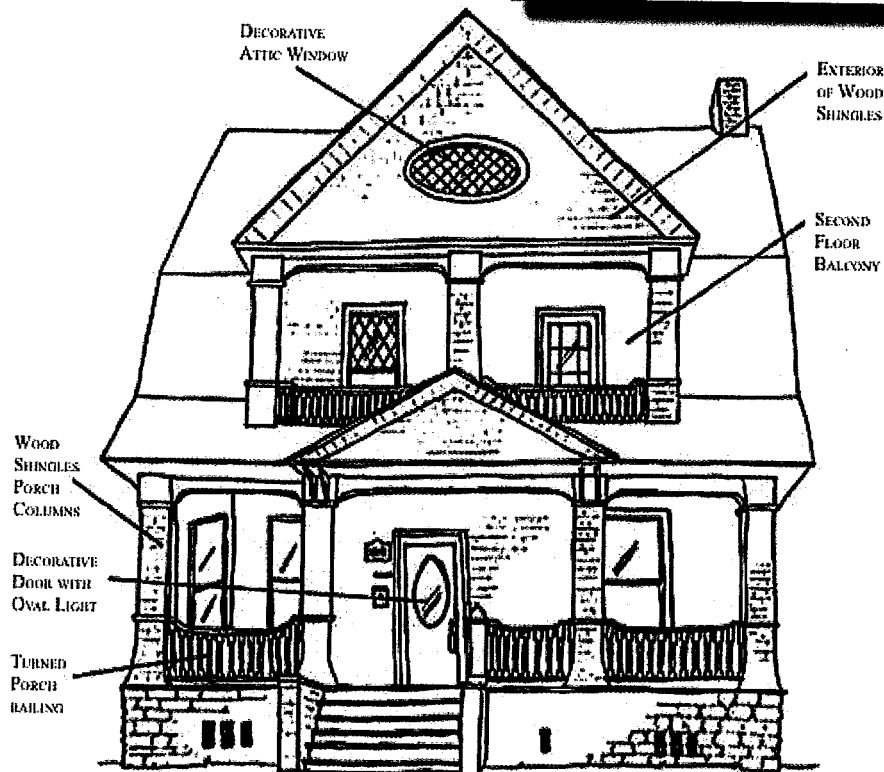 DECORATIVE
ATTIC WINDOW
EXTERIOR
OF WOOD
SHINGLES
SECOND
FLOOR
BALCONY
WOOD
SHINGLES
PORCH
COLUMNS
DECORATIVE
DOOR WITH
OVAL LIGHT
TURNED
PORCH
RAILING